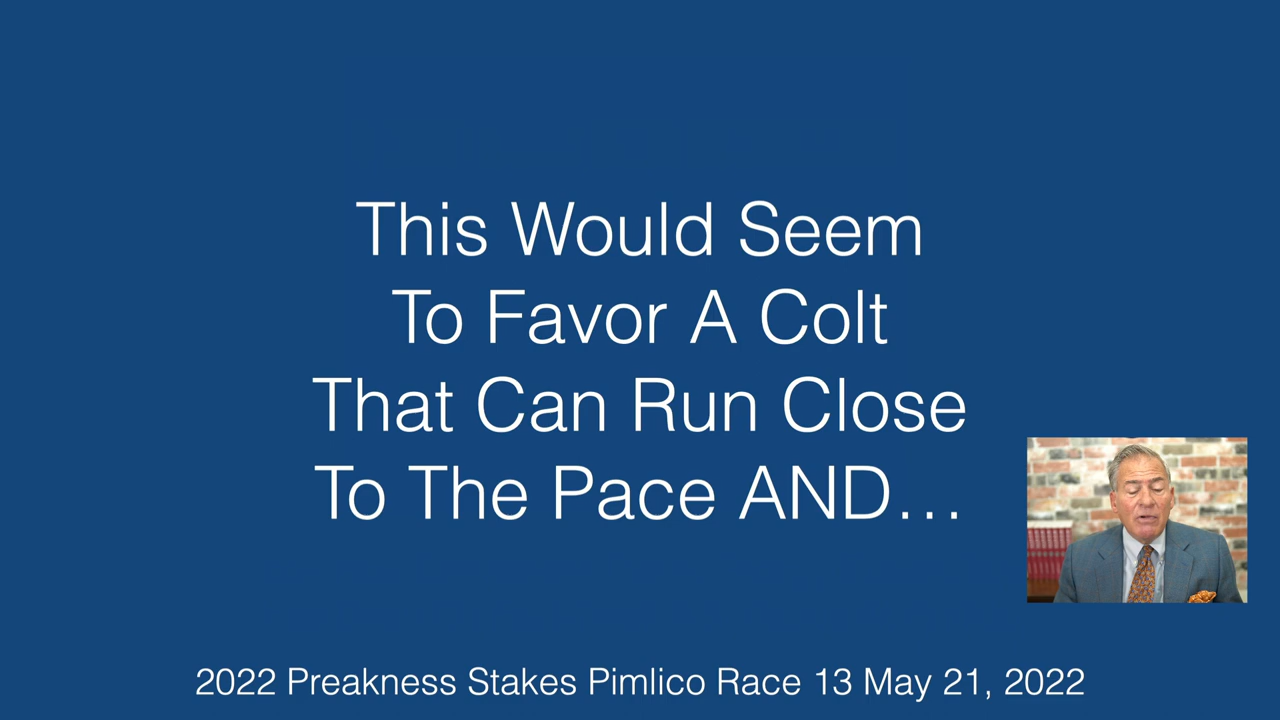 This Would Seem
To Favor A Colt
That Can Run Close
To The Pace AND...
2022 Preakness Stakes Pimlico Race 13 May 21, 2022